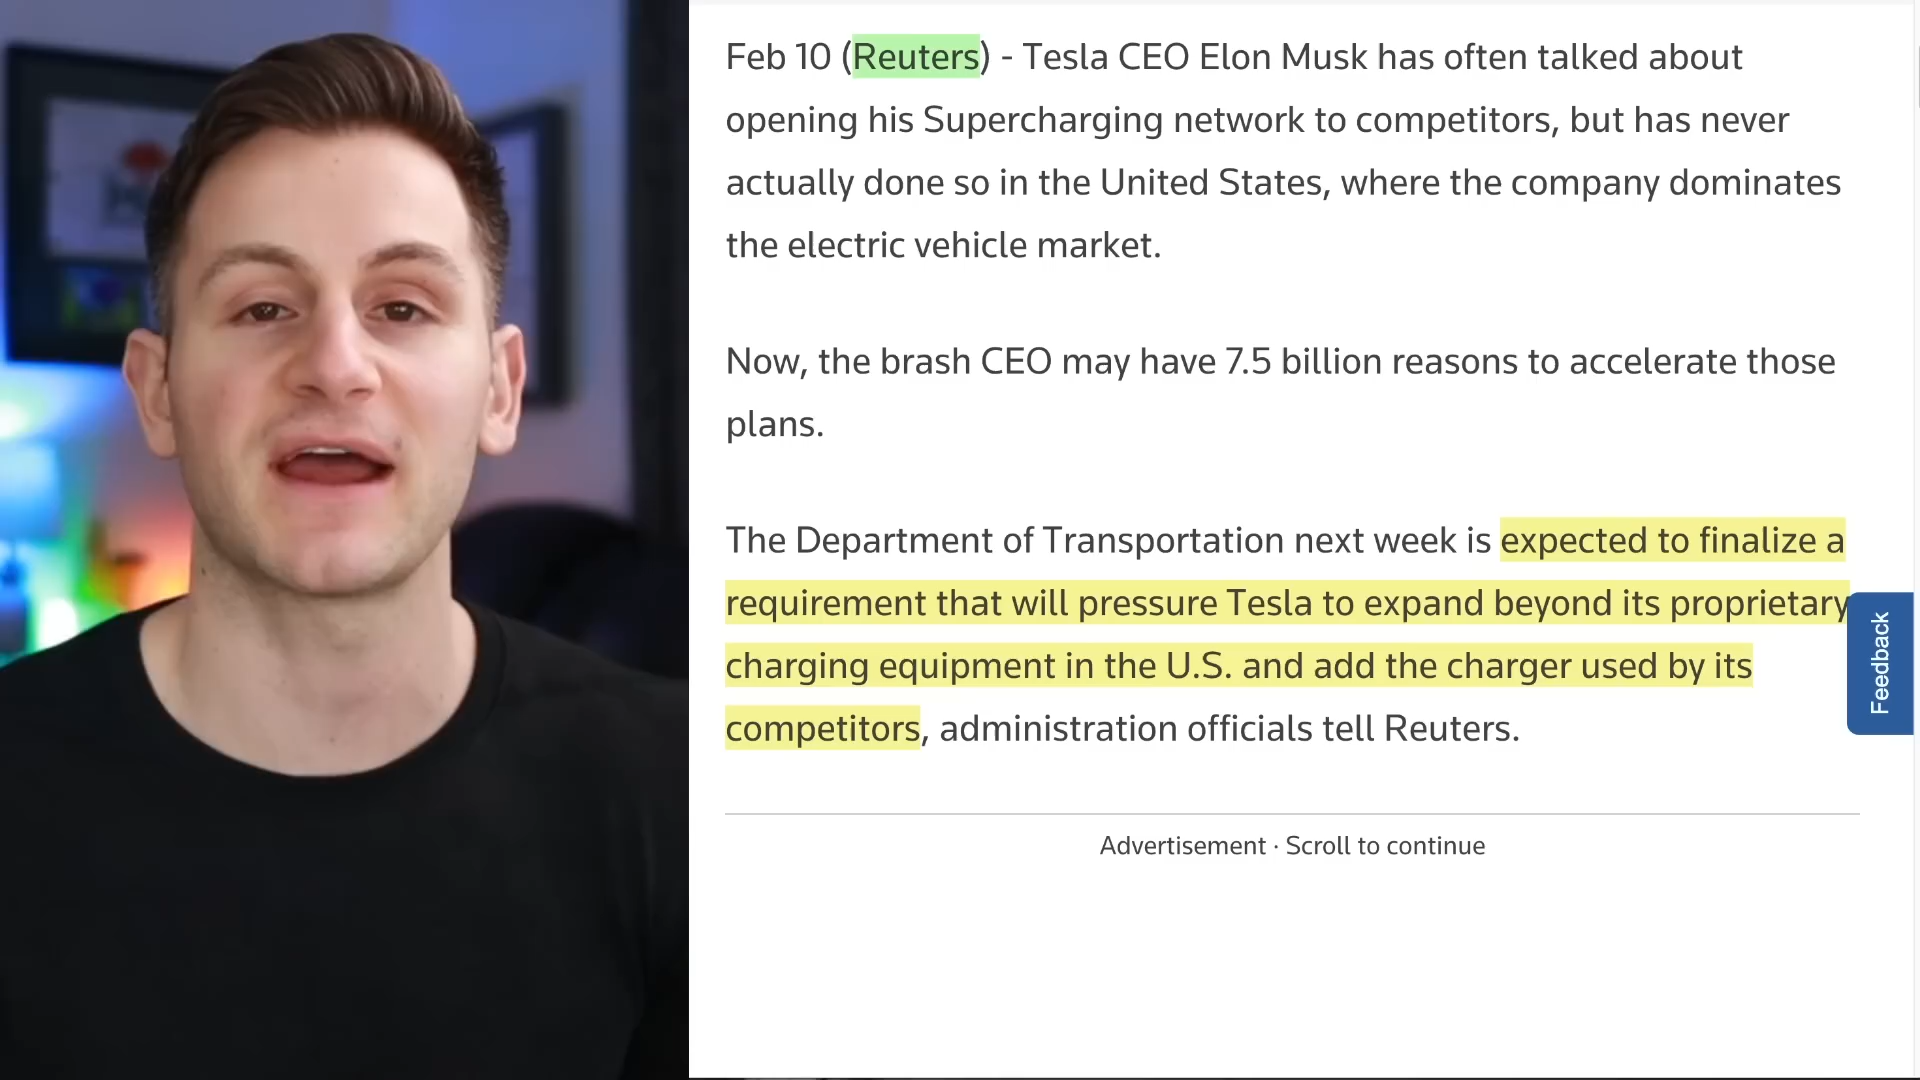 Feb 10 (Reuters) - Tesla CEO Elon Musk has often talked about
opening his Supercharging network to competitors, but has never
actually done so in the United States, where the company dominates
the electric vehicle market.
Now, the brash CEO may have 7.5 billion reasons to accelerate those
plans.
The Department of Transportation next week is expected to finalize a
requirement that will pressure Tesla to expand beyond its proprietary
charging equipment in the U.S. and add the charger used by its
competitors, administration officials tell Reuters.
Feedback
Advertisement · Scroll to continue